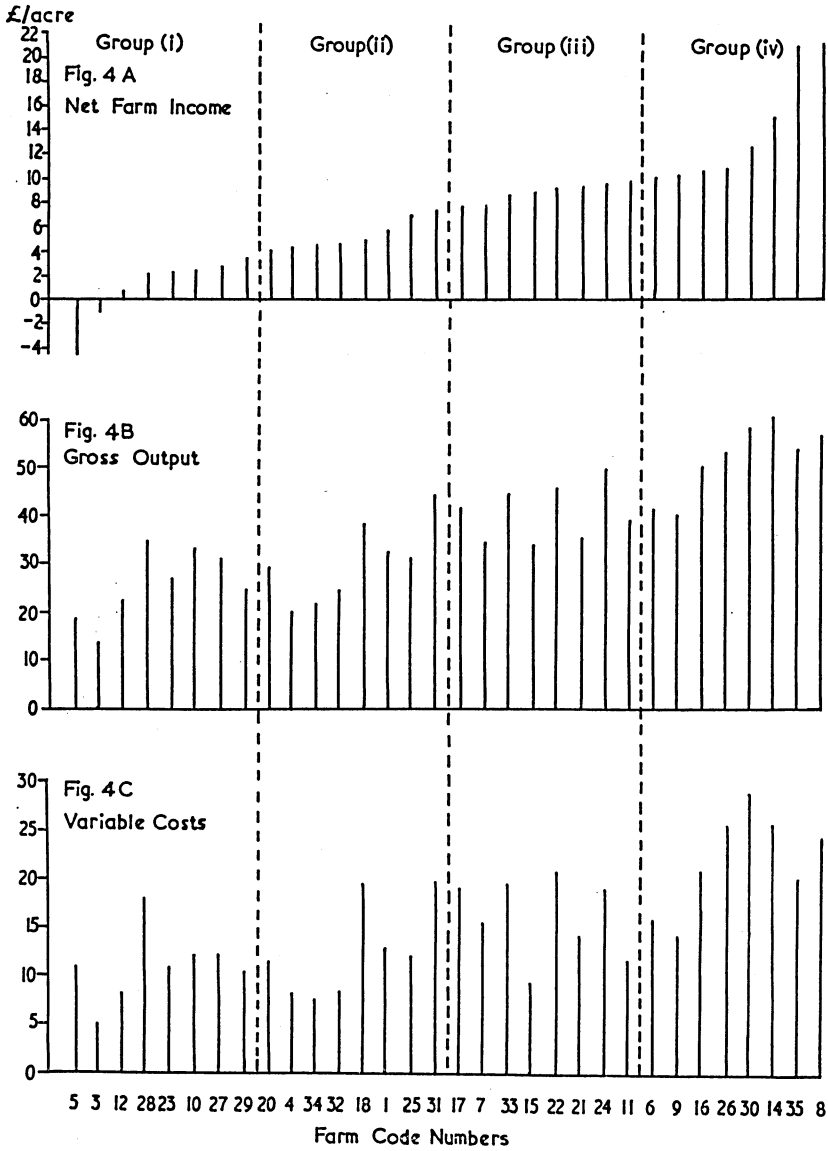 £/acre
Group (i) Group(ii) Group (iii) Group (iv)
Fig. 4 A
Net Farm Income
22
20
18
16
14
12
10
8
6
4
2
0
-2
-4
Fig. 4B
Gross Output
60
50
40
30
20
10
0
Fig. 4C
Variable Costs
30
25
20
15
10
5
0
5 3 12 28 23 10 27 29 20 4 34 32 18 1 25 31 17 7 33 15 22 21 24 11 6 9 16 26 30 14 35 8
Farm Code Numbers